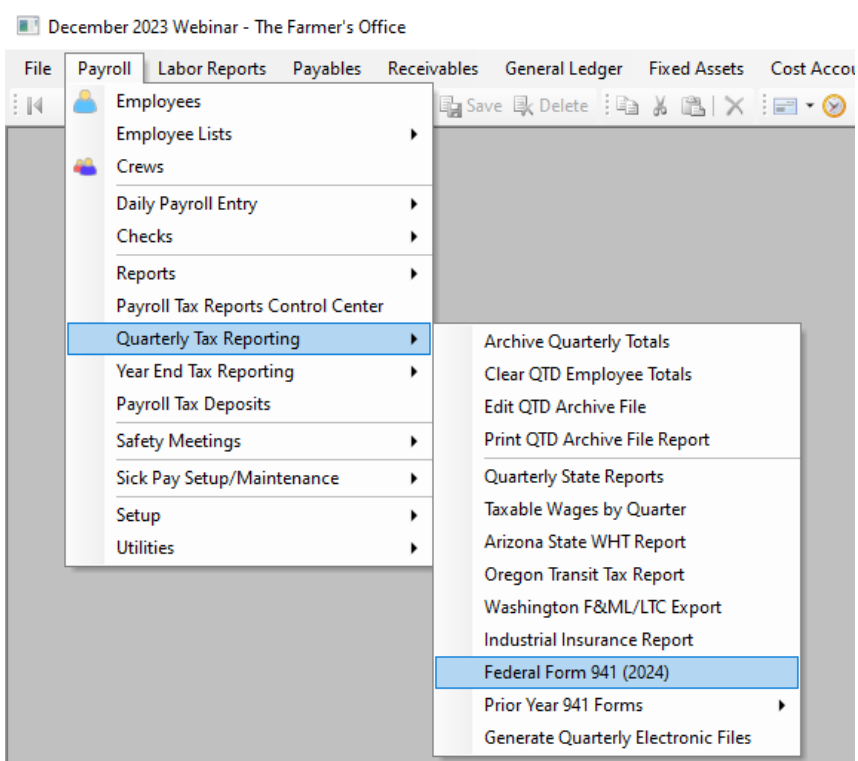 December 2023 Webinar - The Farmer's Office
File Payroll Labor Reports Payables Receivables General Ledger Fixed Assets Cost Accou
Save Delete
Employees
Employee Lists
Crews
Daily Payroll Entry
Checks
Reports
Payroll Tax Reports Control Center
Quarterly Tax Reporting
Year End Tax Reporting
Payroll Tax Deposits
Safety Meetings
Sick Pay Setup/Maintenance
Setup
Utilities
Archive Quarterly Totals
Clear QTD Employee Totals
Edit QTD Archive File
Print QTD Archive File Report
Quarterly State Reports
Taxable Wages by Quarter
Arizona State WHT Report
Oregon Transit Tax Report
Washington F&ML/LTC Export
Industrial Insurance Report
Federal Form 941 (2024)
Prior Year 941 Forms
Generate Quarterly Electronic Files